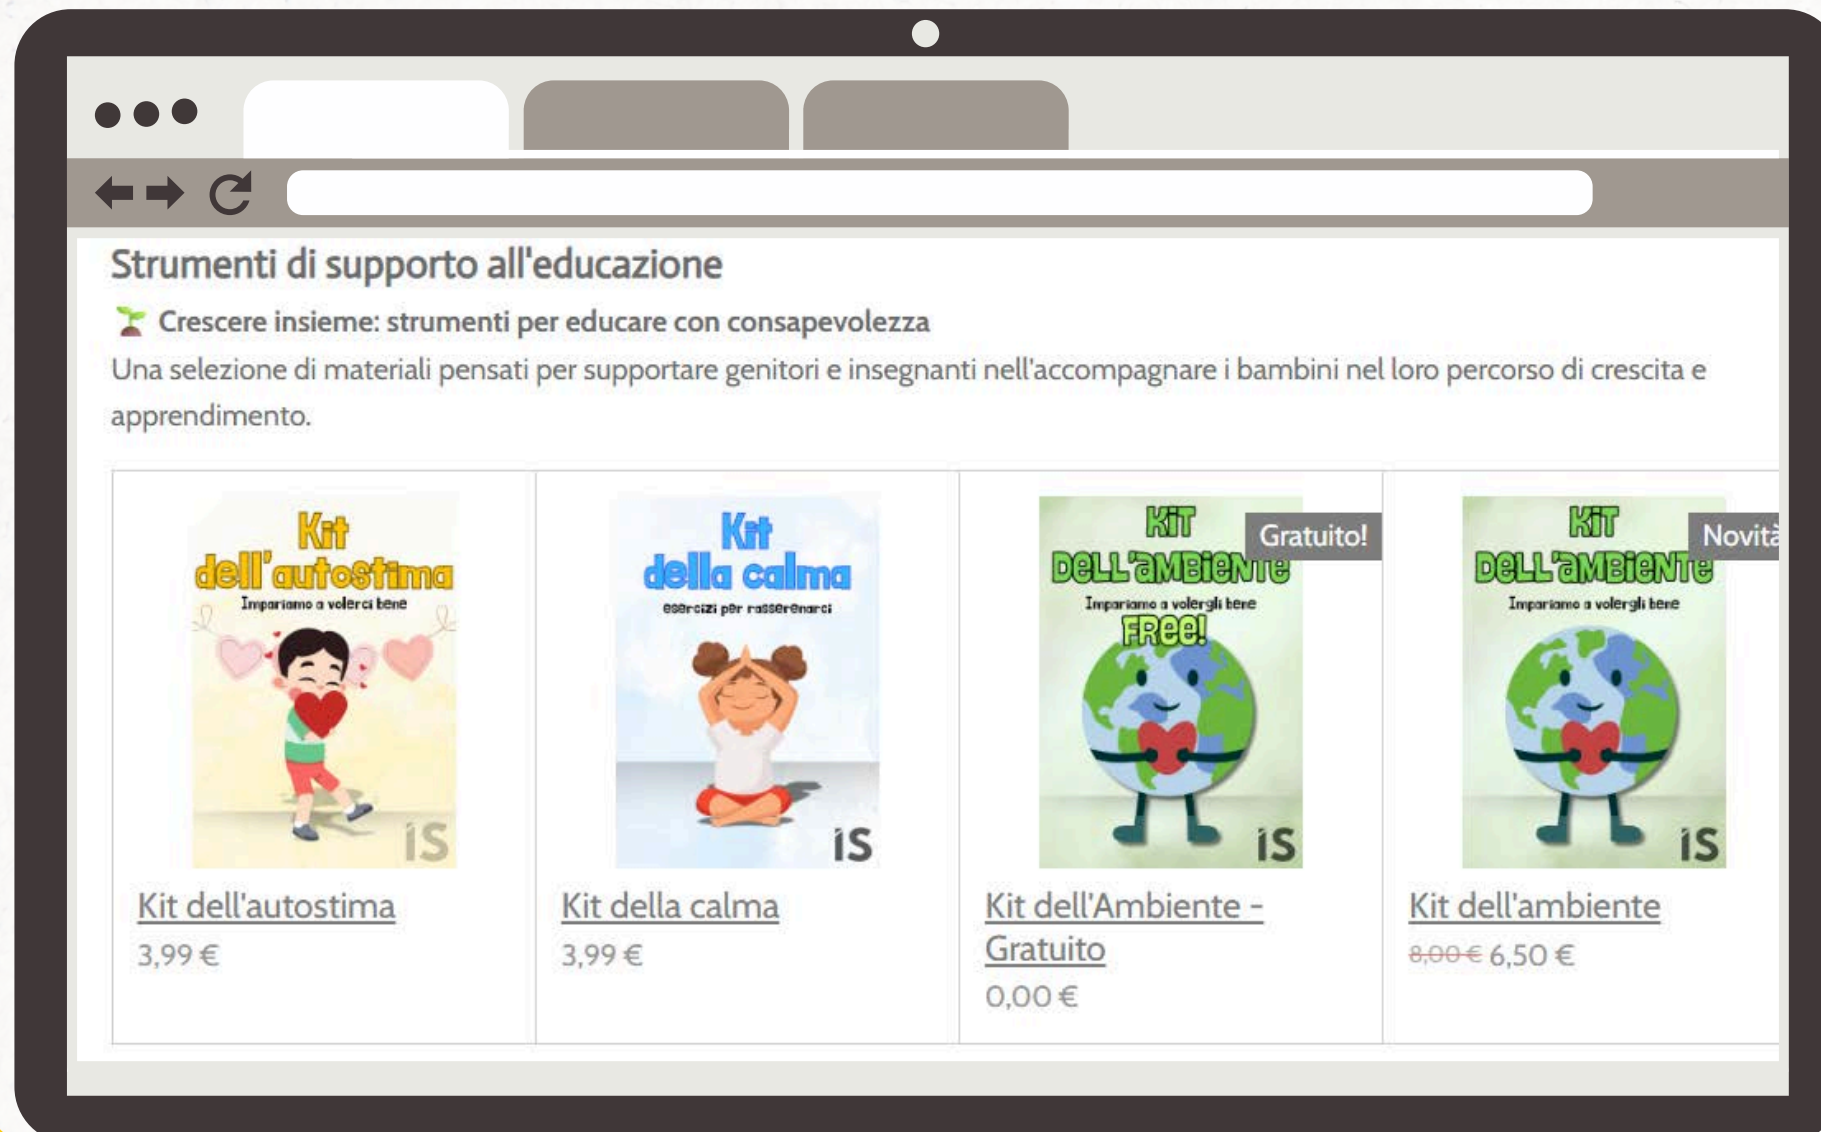 Strumenti di supporto all'educazione
🌱 Crescere insieme: strumenti per educare con consapevolezza
Una selezione di materiali pensati per supportare genitori e insegnanti nell'accompagnare i bambini nel loro percorso di crescita e
apprendimento.
Kit
dell'autostima
Impariamo a volerci bene
iS
Kit dell'autostima
3,99 €
Kit
della calma
esercizi per rasserenarci
iS
Kit della calma
3,99 €
KiT
DELL'aMBiENTE
Gratuito!
Impariamo a volergli bene
FREE!
iS
Kit dell'Ambiente -
Gratuito
0,00 €
KiT
DELL'aMBiENTE
Novità
Impariamo a volergli bene
iS
Kit dell'ambiente
8,00 € 6,50 €